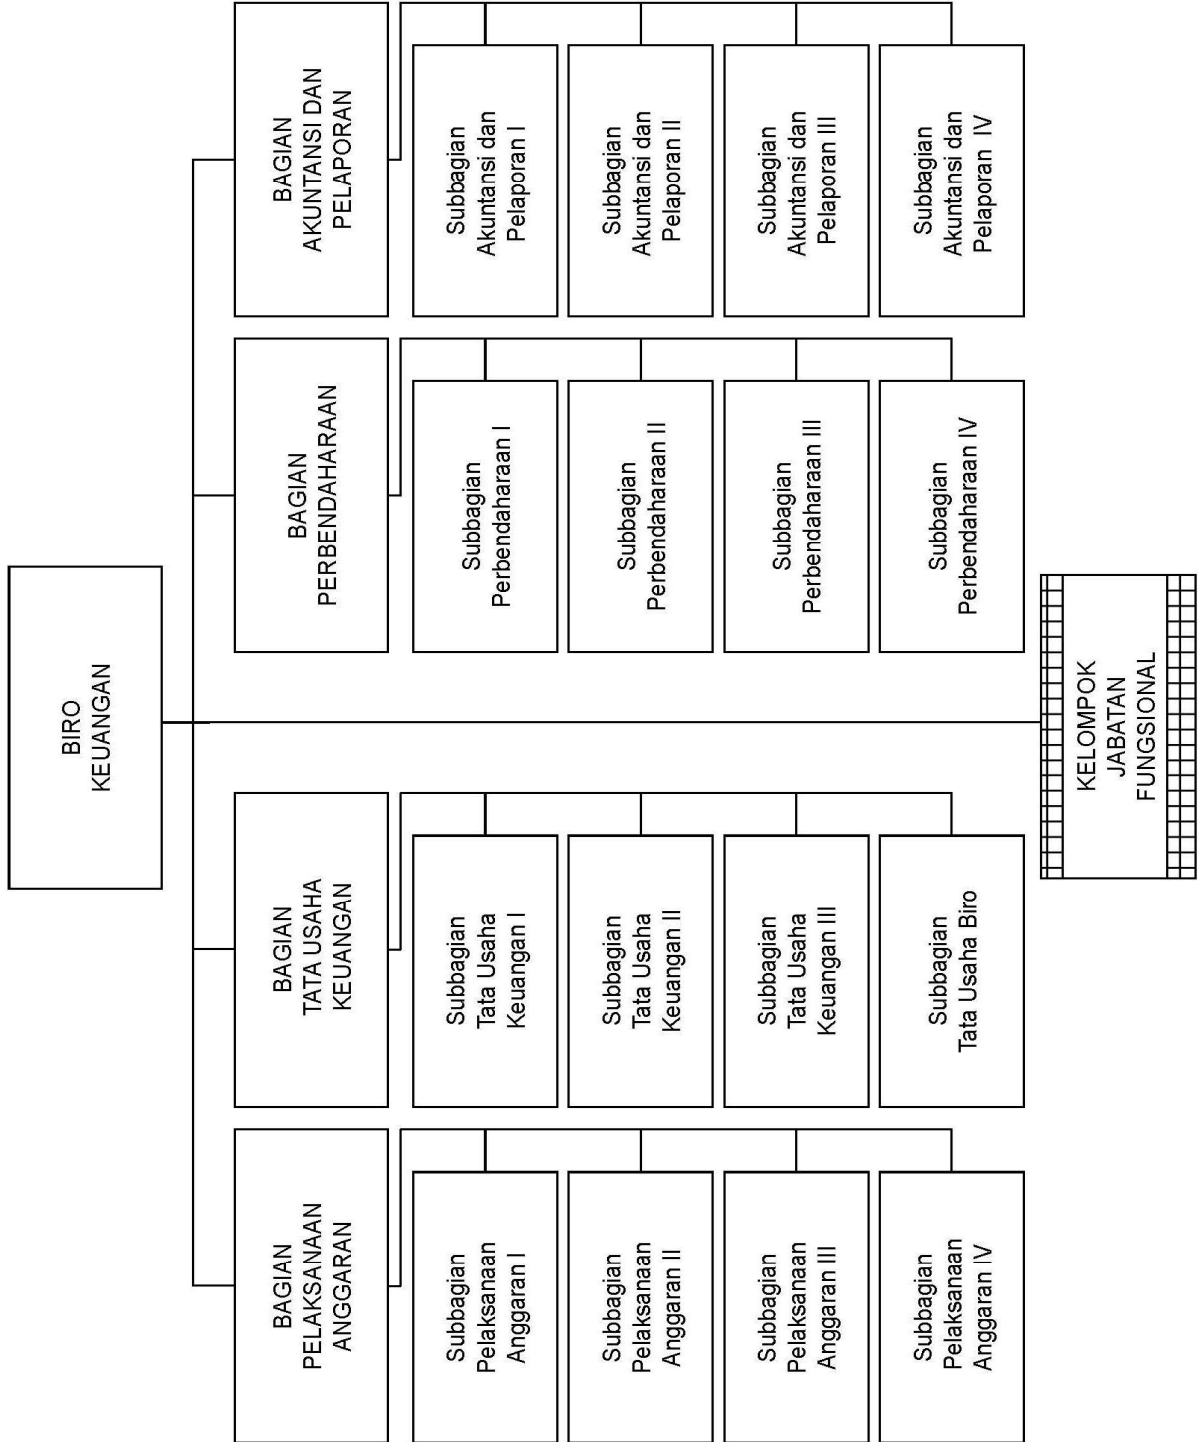 BIRO
KEUANGAN
BAGIAN
PELAKSANAAN
ANGGARAN
BAGIAN
TATA USAHA
KEUANGAN
BAGIAN
PERBENDAHARAAN
BAGIAN
AKUNTANSI DAN
PELAPORAN
Subbagian
Pelaksanaan
Anggaran I
Subbagian
Tata Usaha
Keuangan I
Subbagian
Perbendaharaan I
Subbagian
Akuntansi dan
Pelaporan I
Subbagian
Pelaksanaan
Anggaran II
Subbagian
Tata Usaha
Keuangan II
Subbagian
Perbendaharaan II
Subbagian
Akuntansi dan
Pelaporan II
Subbagian
Pelaksanaan
Anggaran III
Subbagian
Tata Usaha
Keuangan III
Subbagian
Perbendaharaan III
Subbagian
Akuntansi dan
Pelaporan III
Subbagian
Pelaksanaan
Anggaran IV
Subbagian
Tata Usaha Biro
Subbagian
Perbendaharaan IV
Subbagian
Akuntansi dan
Pelaporan IV
KELOMPOK
JABATAN
FUNGSIONAL